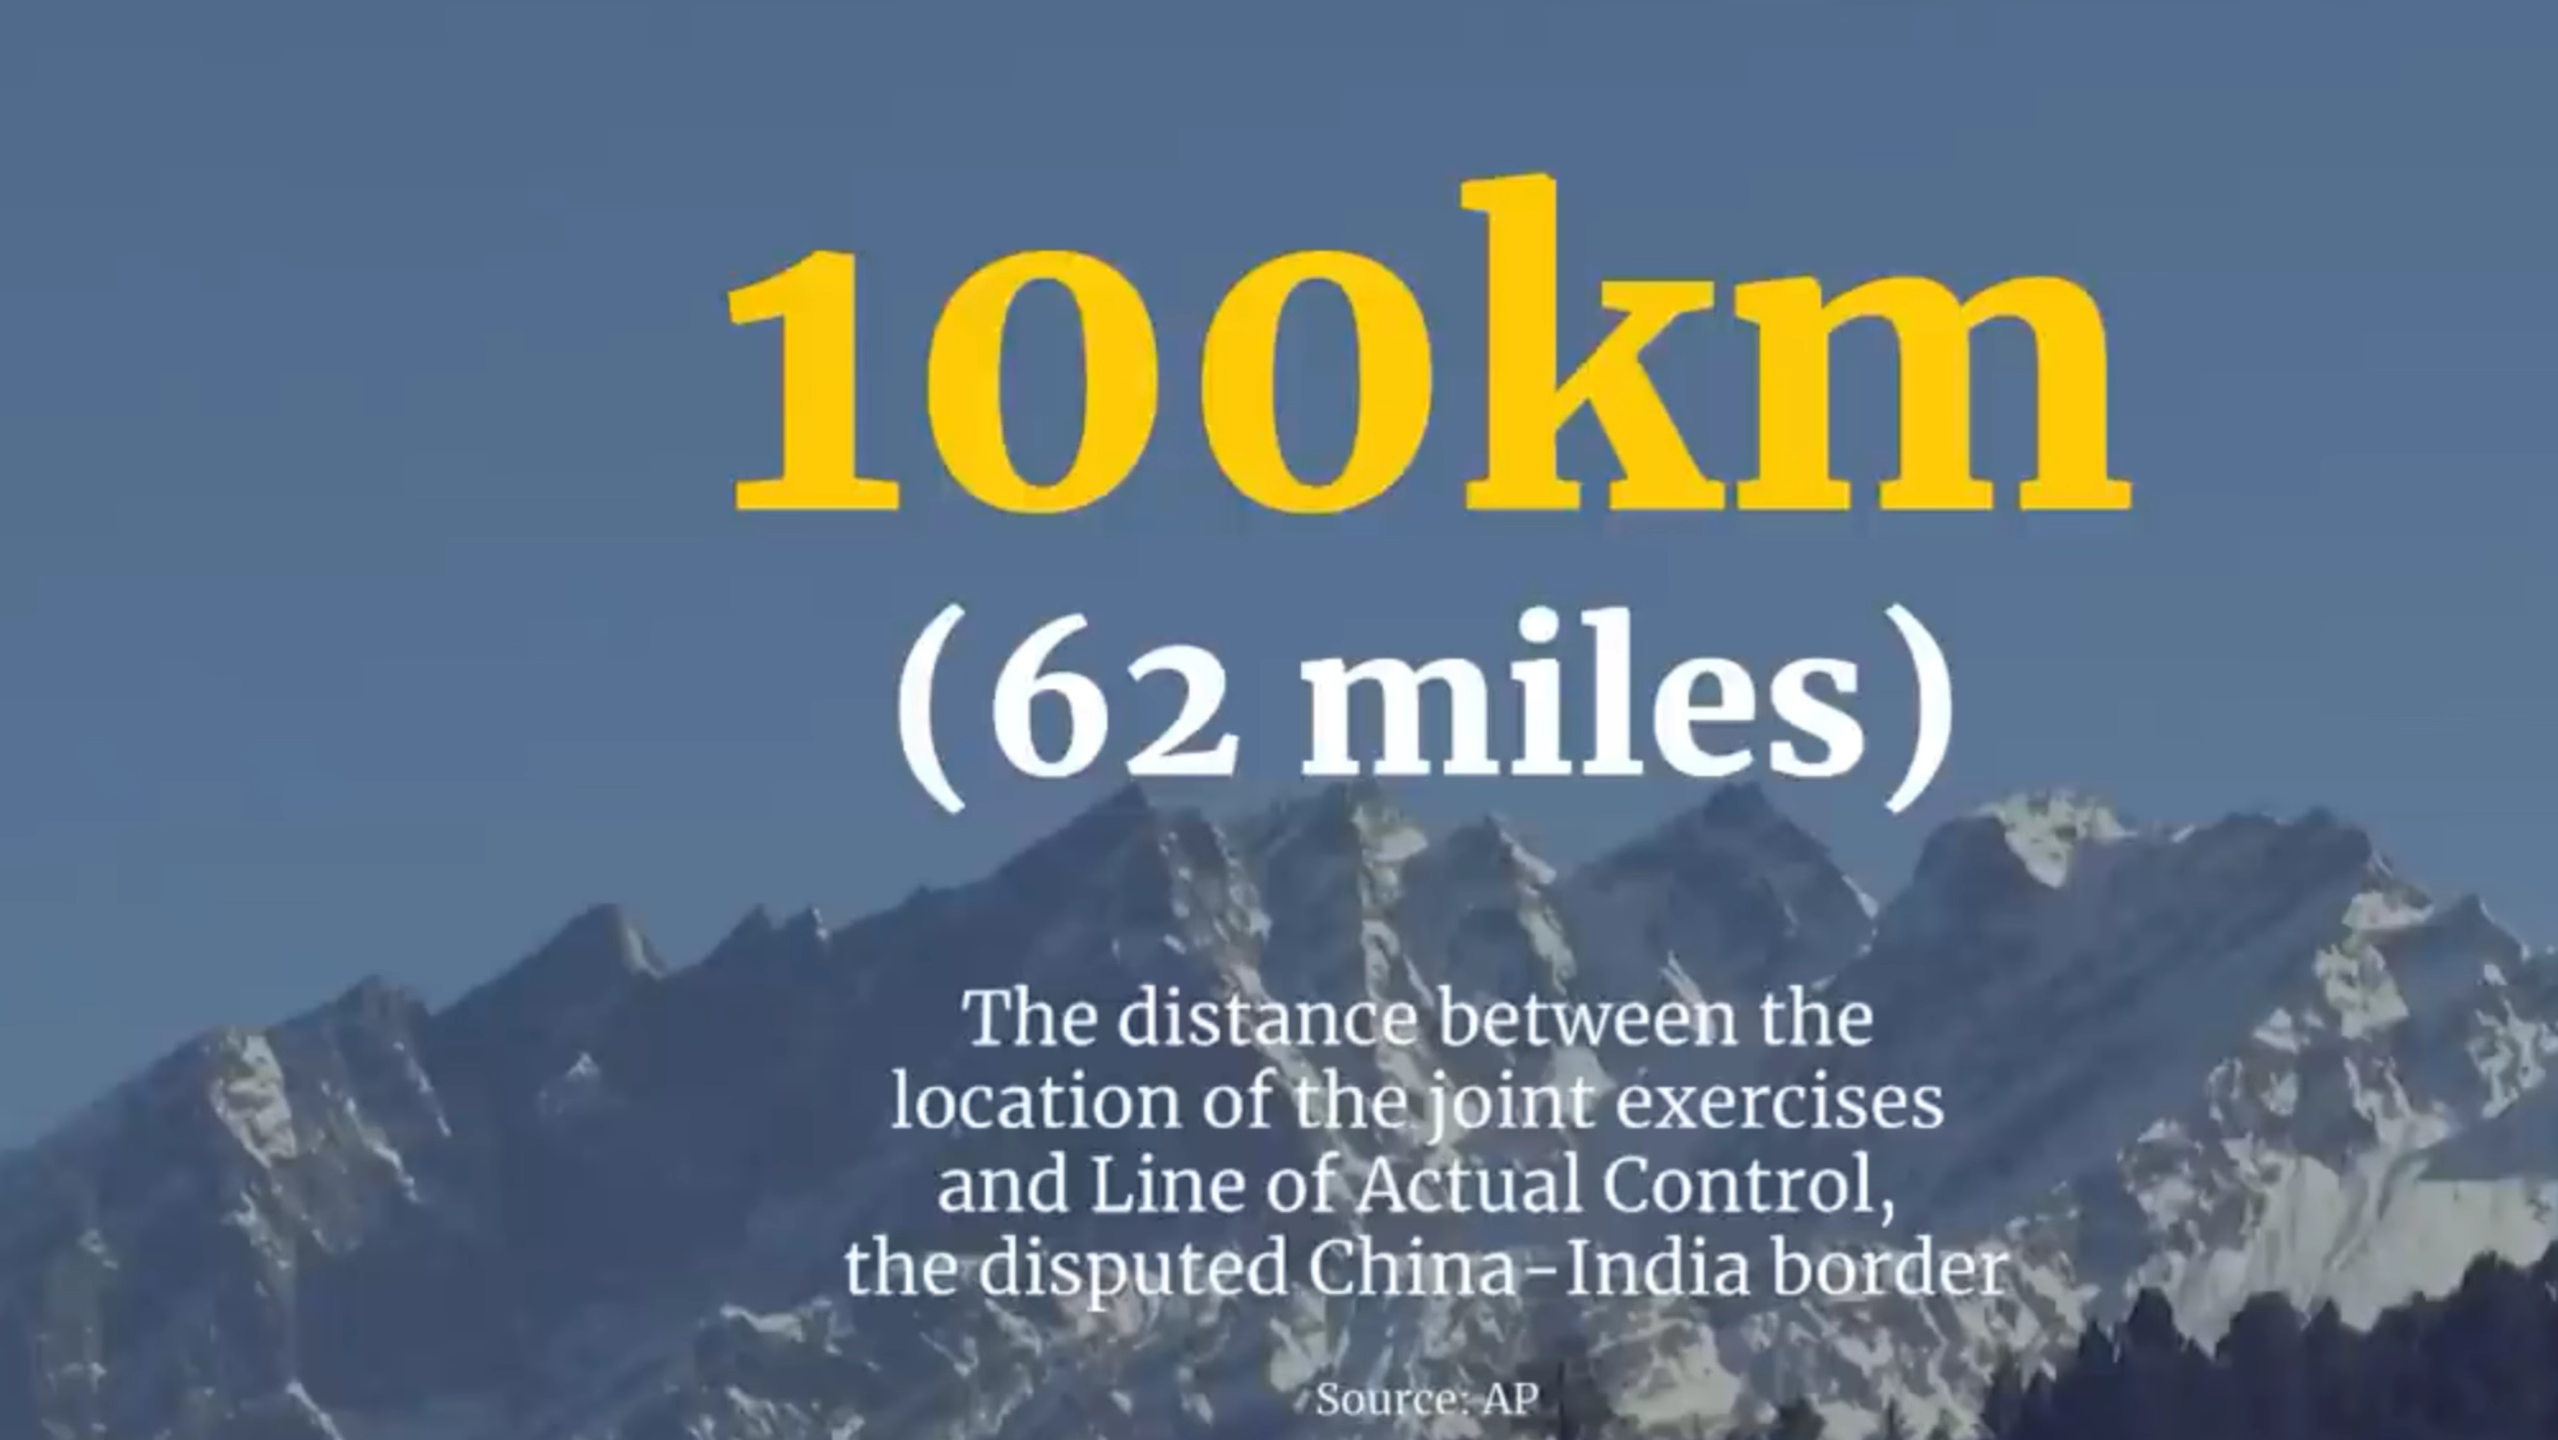 100km
(62 miles)
The distance between the
location of the joint exercises
and Line of Actual Control,
the disputed China-India border
Source: AP